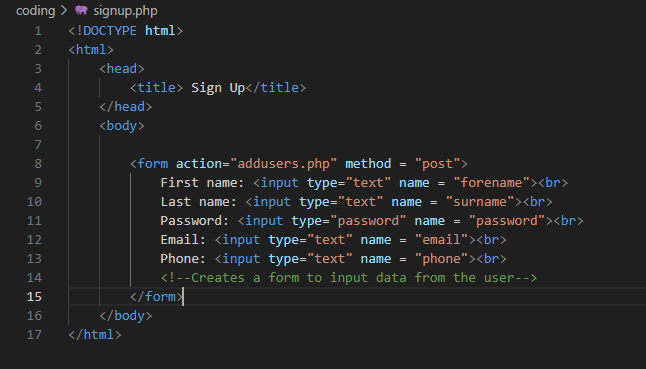 coding > signup.php
1 <!DOCTYPE html>
2 <html>
3 <head>
4 <title> Sign Up</title>
5 </head>
6 <body>
7
8 <form action="addusers.php" method = "post">
9 First name: <input type="text" name = "forename"><br>
10 Last name: <input type="text" name = "surname"><br>
11 Password: <input type="password" name = "password"><br>
12 Email: <input type="text" name = "email"><br>
13 Phone: <input type="text" name = "phone"><br>
14 <!--Creates a form to input data from the user-->
15 </form>
16 </body>
17 </html>